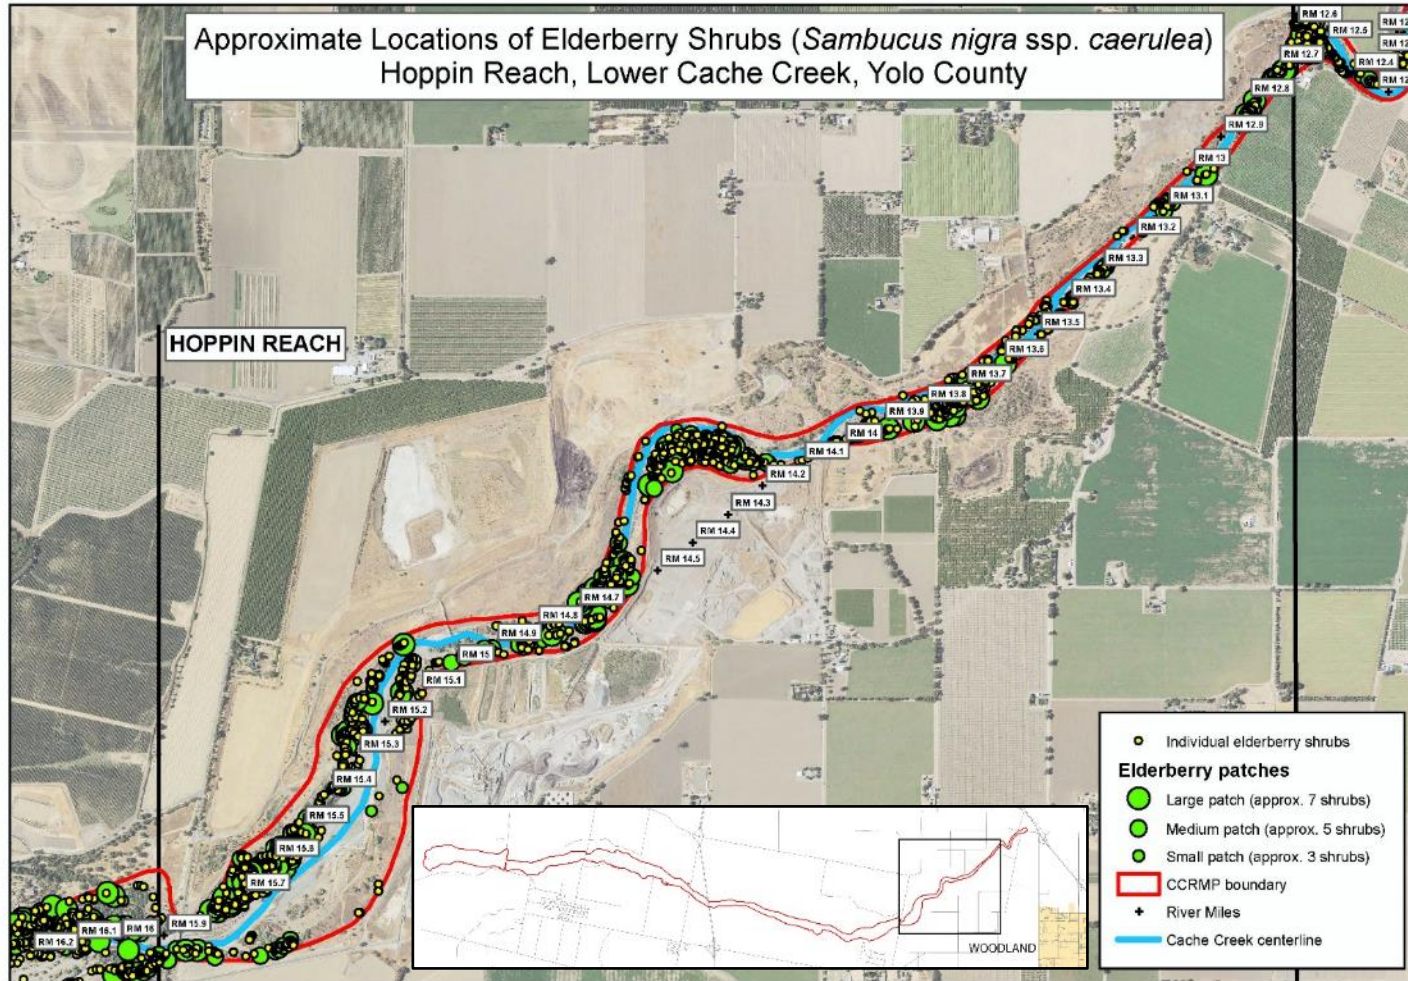 Approximate Locations of Elderberry Shrubs (Sambucus nigra ssp. caerulea)
Hoppin Reach, Lower Cache Creek, Yolo County
RM 12.6
RM 12.5
RM 12.7
RM 12.4
RM 12.8
RM 12.9
RM 13
RM 13.1
RM 13.2
RM 13.3
RM 13.4
RM 13.5
RM 13.6
RM 13.7
RM 13.8
RM 13.9
RM 14
RM 14.1
RM 14.2
RM 14.3
RM 14.4
RM 14.5
HOPPIN REACH
RM 14.7
RM 14.8
RM 14.9
RM 15
RM 15.1
RM 15.2
RM 15.3
RM 15.4
RM 15.5
RM 15.6
RM 15.7
RM 15.9
RM 16
RM 16.1
RM 16.2
WOODLAND
Individual elderberry shrubs
Elderberry patches
Large patch (approx. 7 shrubs)
Medium patch (approx. 5 shrubs)
Small patch (approx. 3 shrubs)
CCRMP boundary
River Miles
Cache Creek centerline